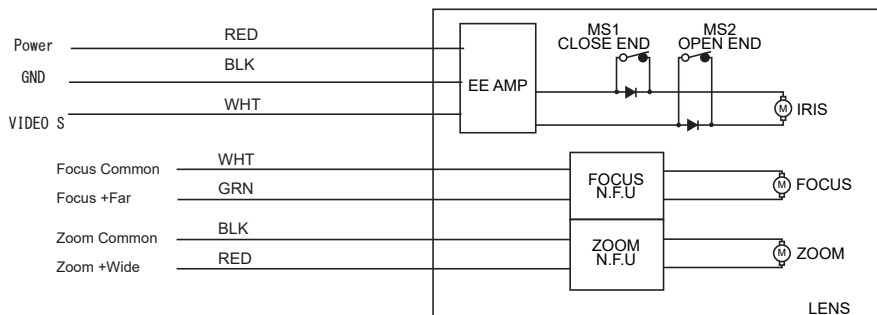 Power RED
GND BLK
VIDEO S WHT
EE AMP
MS1
CLOSE END
MS2
OPEN END
M IRIS
Focus Common WHT
Focus +Far GRN
FOCUS
N.F.U
M FOCUS
Zoom Common BLK
Zoom +Wide RED
ZOOM
N.F.U
M ZOOM
LENS